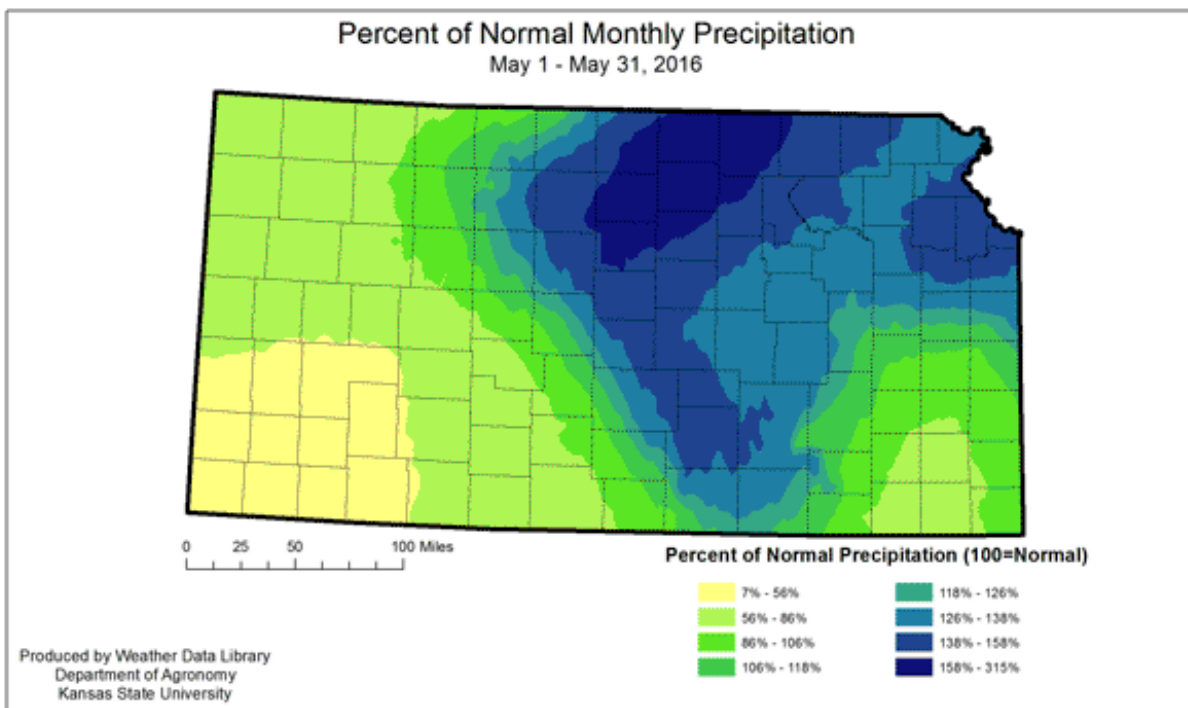 Percent of Normal Monthly Precipitation
May 1 - May 31, 2016
0 25 50 100 Miles
Percent of Normal Precipitation (100=Normal)
7% - 56%
56% - 86%
86% - 106%
106% - 118%
118% - 126%
126% - 138%
138% - 158%
158% - 315%
Produced by Weather Data Library
Department of Agronomy
Kansas State University